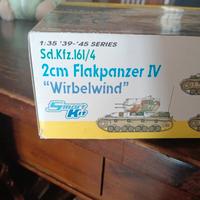 1:35 '39-'45 SERIES
Sd.Kfz.161/4
2cm Flakpanzer IV
"Wirbelwind"
Smart
Kit